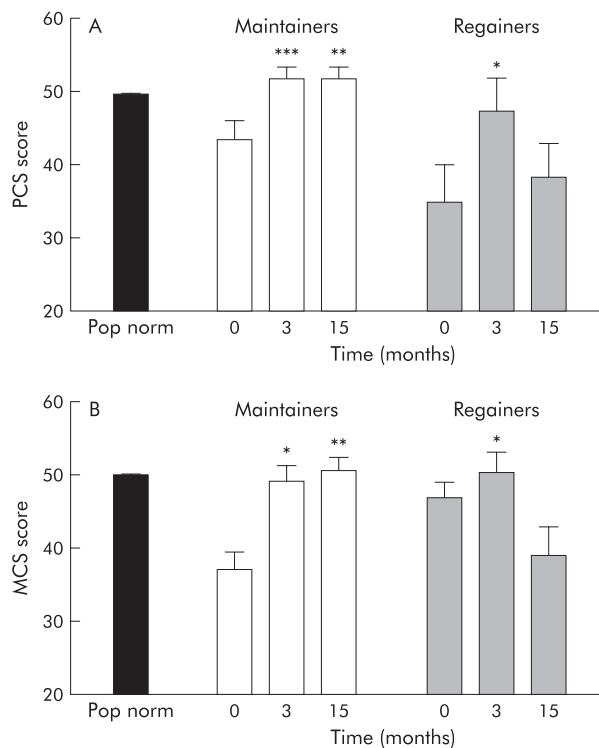 A
Maintainers
Regainers
***
**
*
PCS score
60
50
40
30
20
Pop norm
0
3
15
0
3
15
Time (months)
B
Maintainers
Regainers
*
**
*
MCS score
60
50
40
30
20
Pop norm
0
3
15
0
3
15
Time (months)